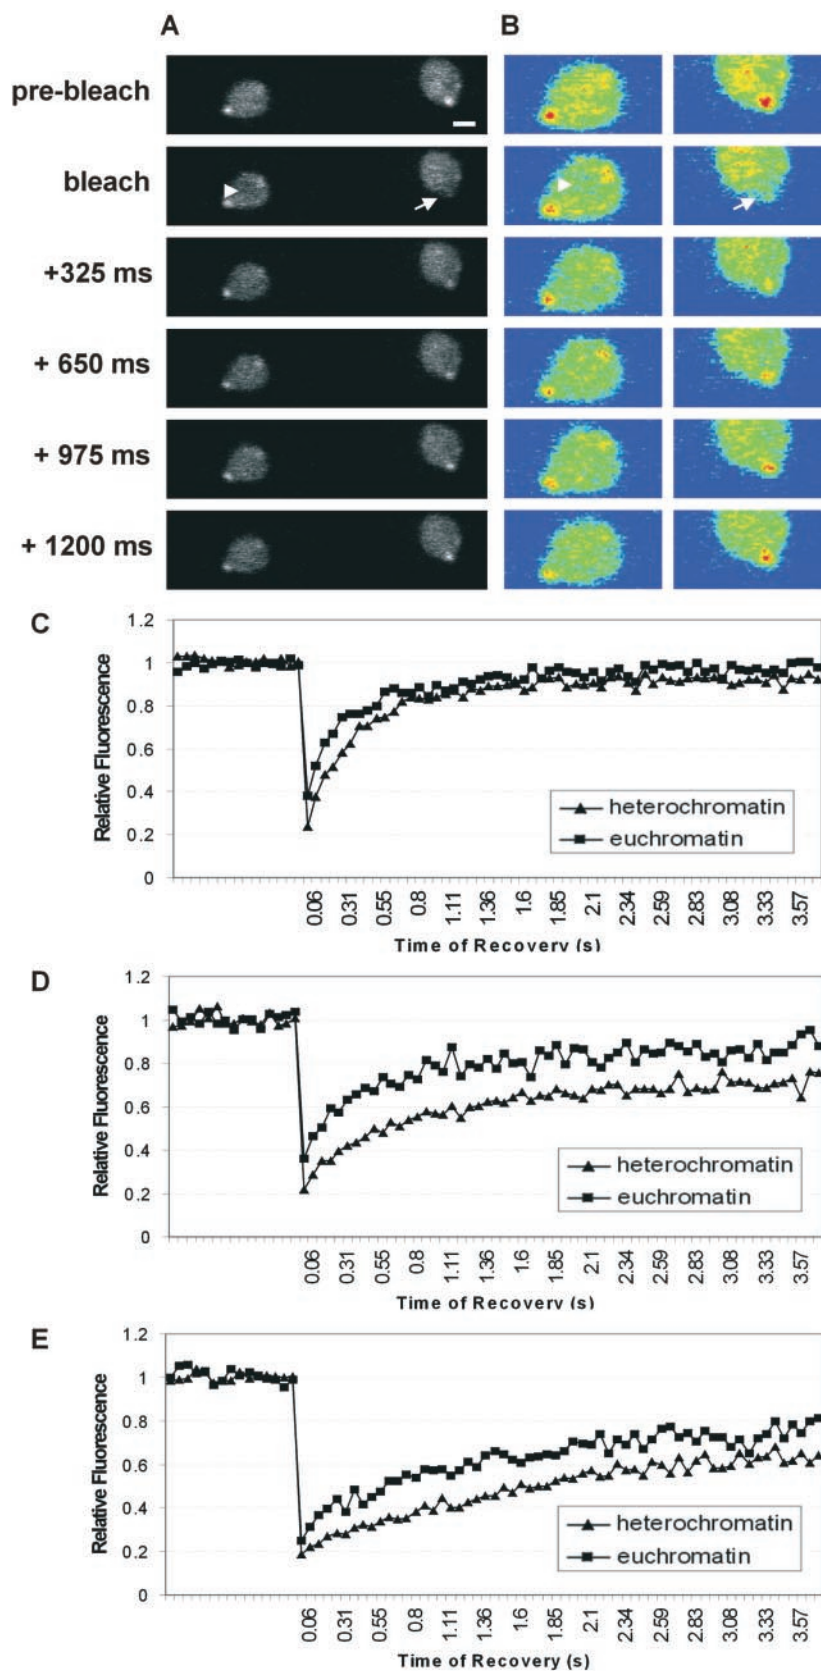 A B
pre-bleach
bleach
+325 ms
+ 650 ms
+ 975 ms
+ 1200 ms
C
1.2
1
0.8
0.6
0.4
0.2
0
Relative Fluorescence
heterochromatin
euchromatin
0.06 0.31 0.55 0.8 1.11 1.36 1.6 1.85 2.1 2.34 2.59 2.83 3.08 3.33 3.57
Time of Recovery (s)
D
1.2
1
0.8
0.6
0.4
0.2
0
Relative Fluorescence
heterochromatin
euchromatin
0.06 0.31 0.55 0.8 1.11 1.36 1.6 1.85 2.1 2.34 2.59 2.83 3.08 3.33 3.57
Time of Recovery (s)
E
1.2
1
0.8
0.6
0.4
0.2
0
Relative Fluorescence
heterochromatin
euchromatin
0.06 0.31 0.55 0.8 1.11 1.36 1.6 1.85 2.1 2.34 2.59 2.83 3.08 3.33 3.57
Time of Recovery (s)